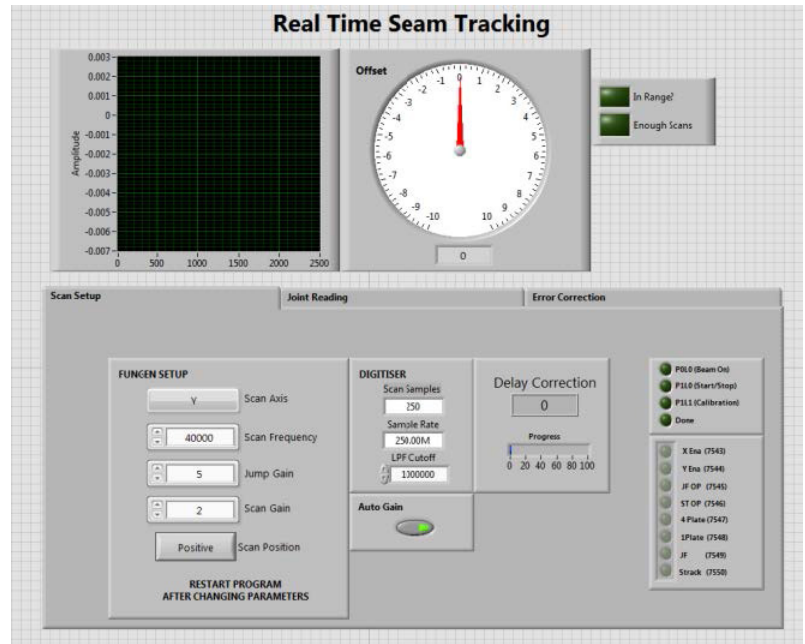 Real Time Seam Tracking
0.003
0.002
0.001
0
-0.001
-0.002
-0.003
-0.004
-0.005
-0.006
-0.007
Amplitude
0 500 1000 1500 2000 2500
Offset
-10 -9 -8 -7 -6 -5 -4 -3 -2 -1 0 1 2 3 4 5 6 7 8 9 10
0
In Range?
Enough Scans
Scan Setup
Joint Reading
Error Correction
FUNGEN SETUP
Y Scan Axis
40000 Scan Frequency
5 Jump Gain
2 Scan Gain
Positive Scan Position
RESTART PROGRAM
AFTER CHANGING PARAMETERS
DIGITISER
Scan Samples
250
Sample Rate
250.00M
LPF Cutoff
1000000
Auto Gain
Delay Correction
0
Progress
0 20 40 60 80 100
P0L0 (Beam On)
P1L0 (Start/Stop)
P1L1 (Calibration)
Done
X Ena (7543)
Y Ena (7544)
JF OP (7545)
ST OP (7546)
4 Plate (7547)
1Plate (7548)
JF (7549)
Strack (7550)